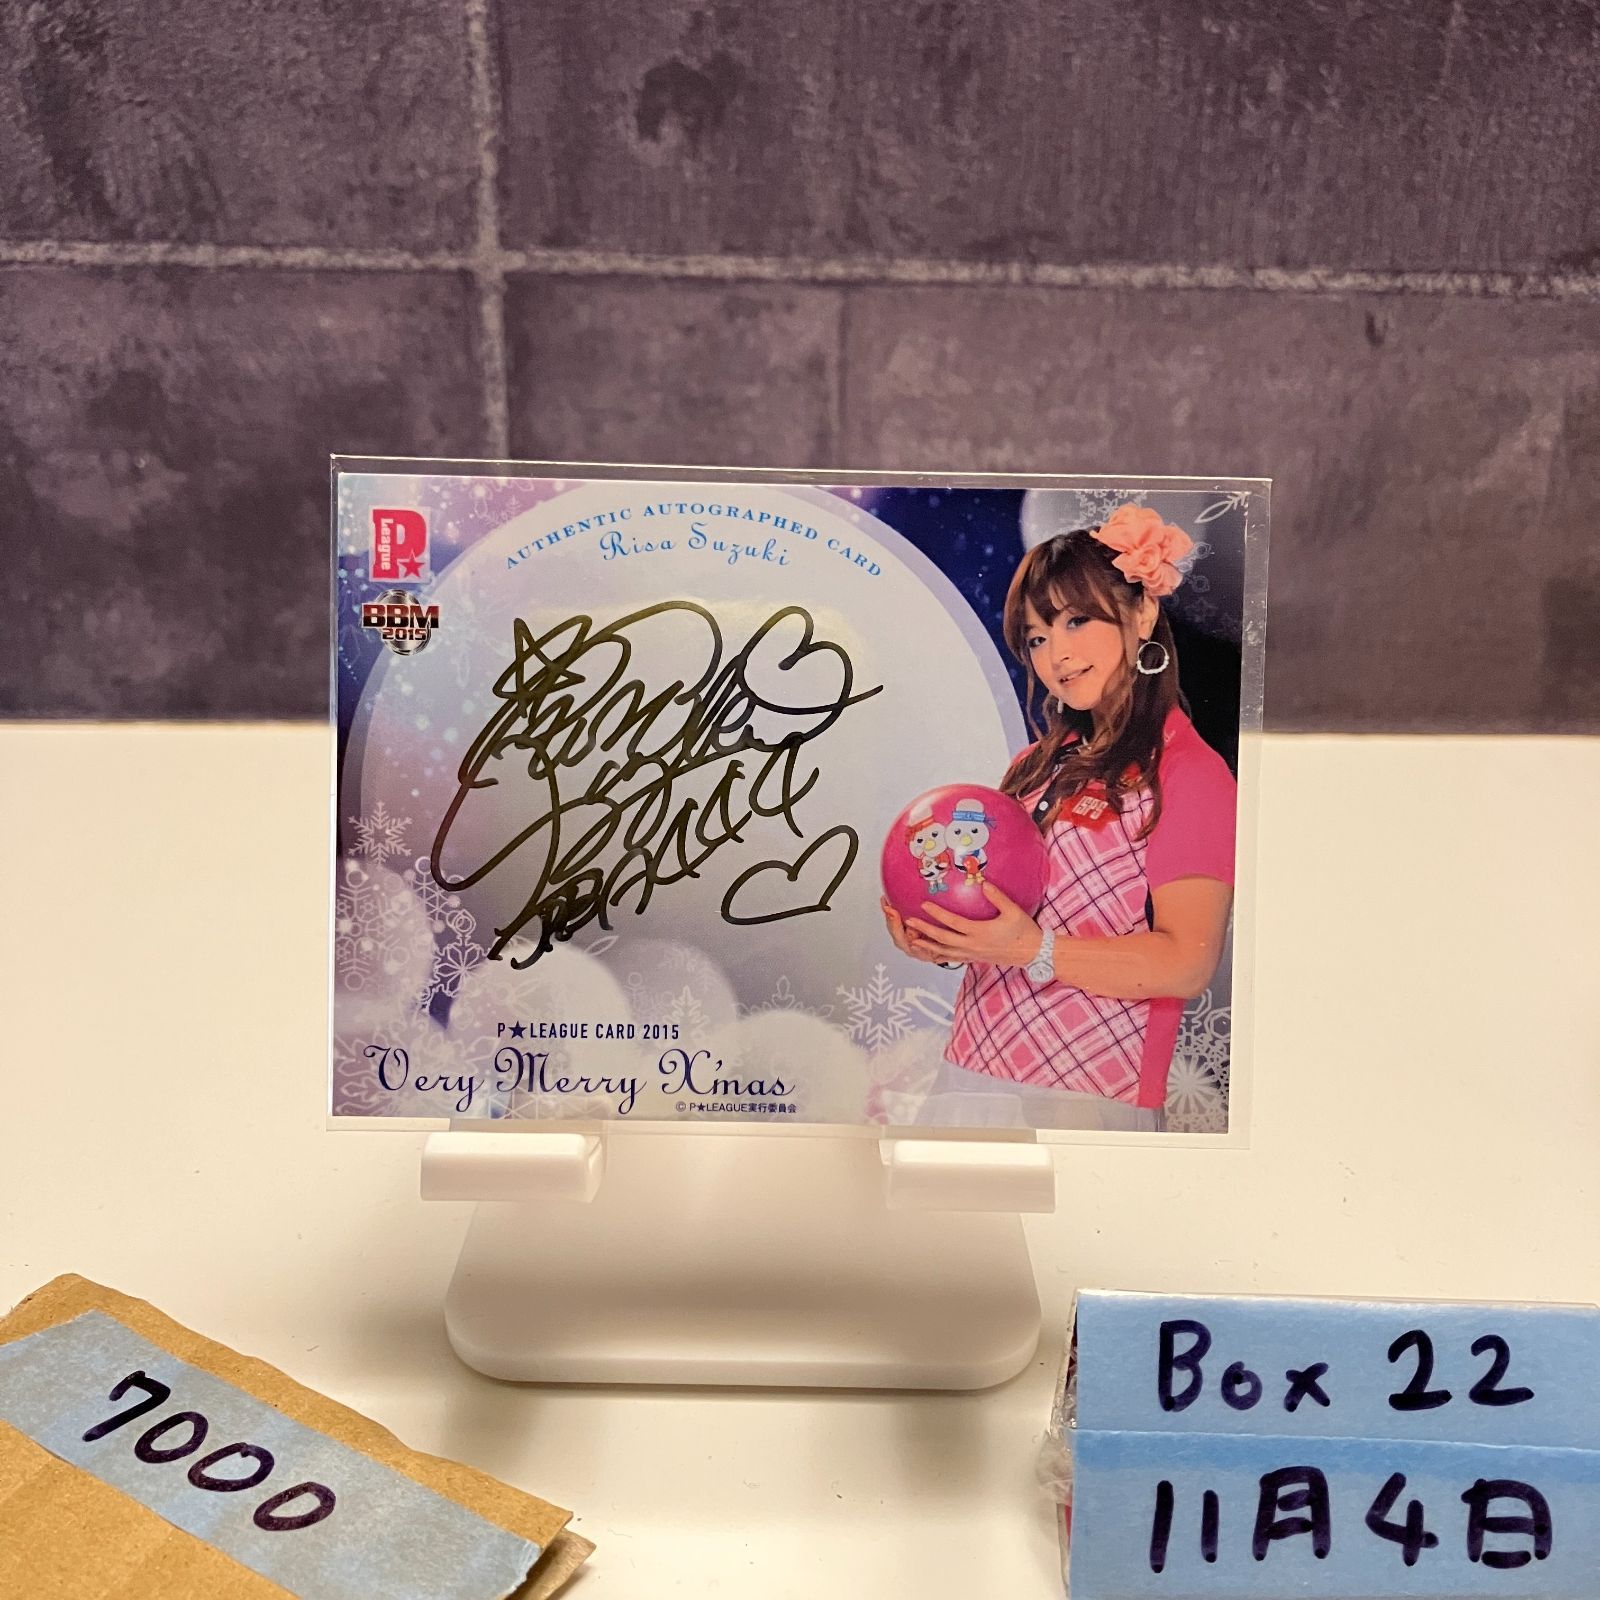 P★
League
BBM
2015
AUTHENTIC AUTOGRAPHED CARD
Risa Suzuki
ISPS
P★LEAGUE CARD 2015
Very Merry X'mas
© P★LEAGUE実行委員会
7000
Box 22
11月4日